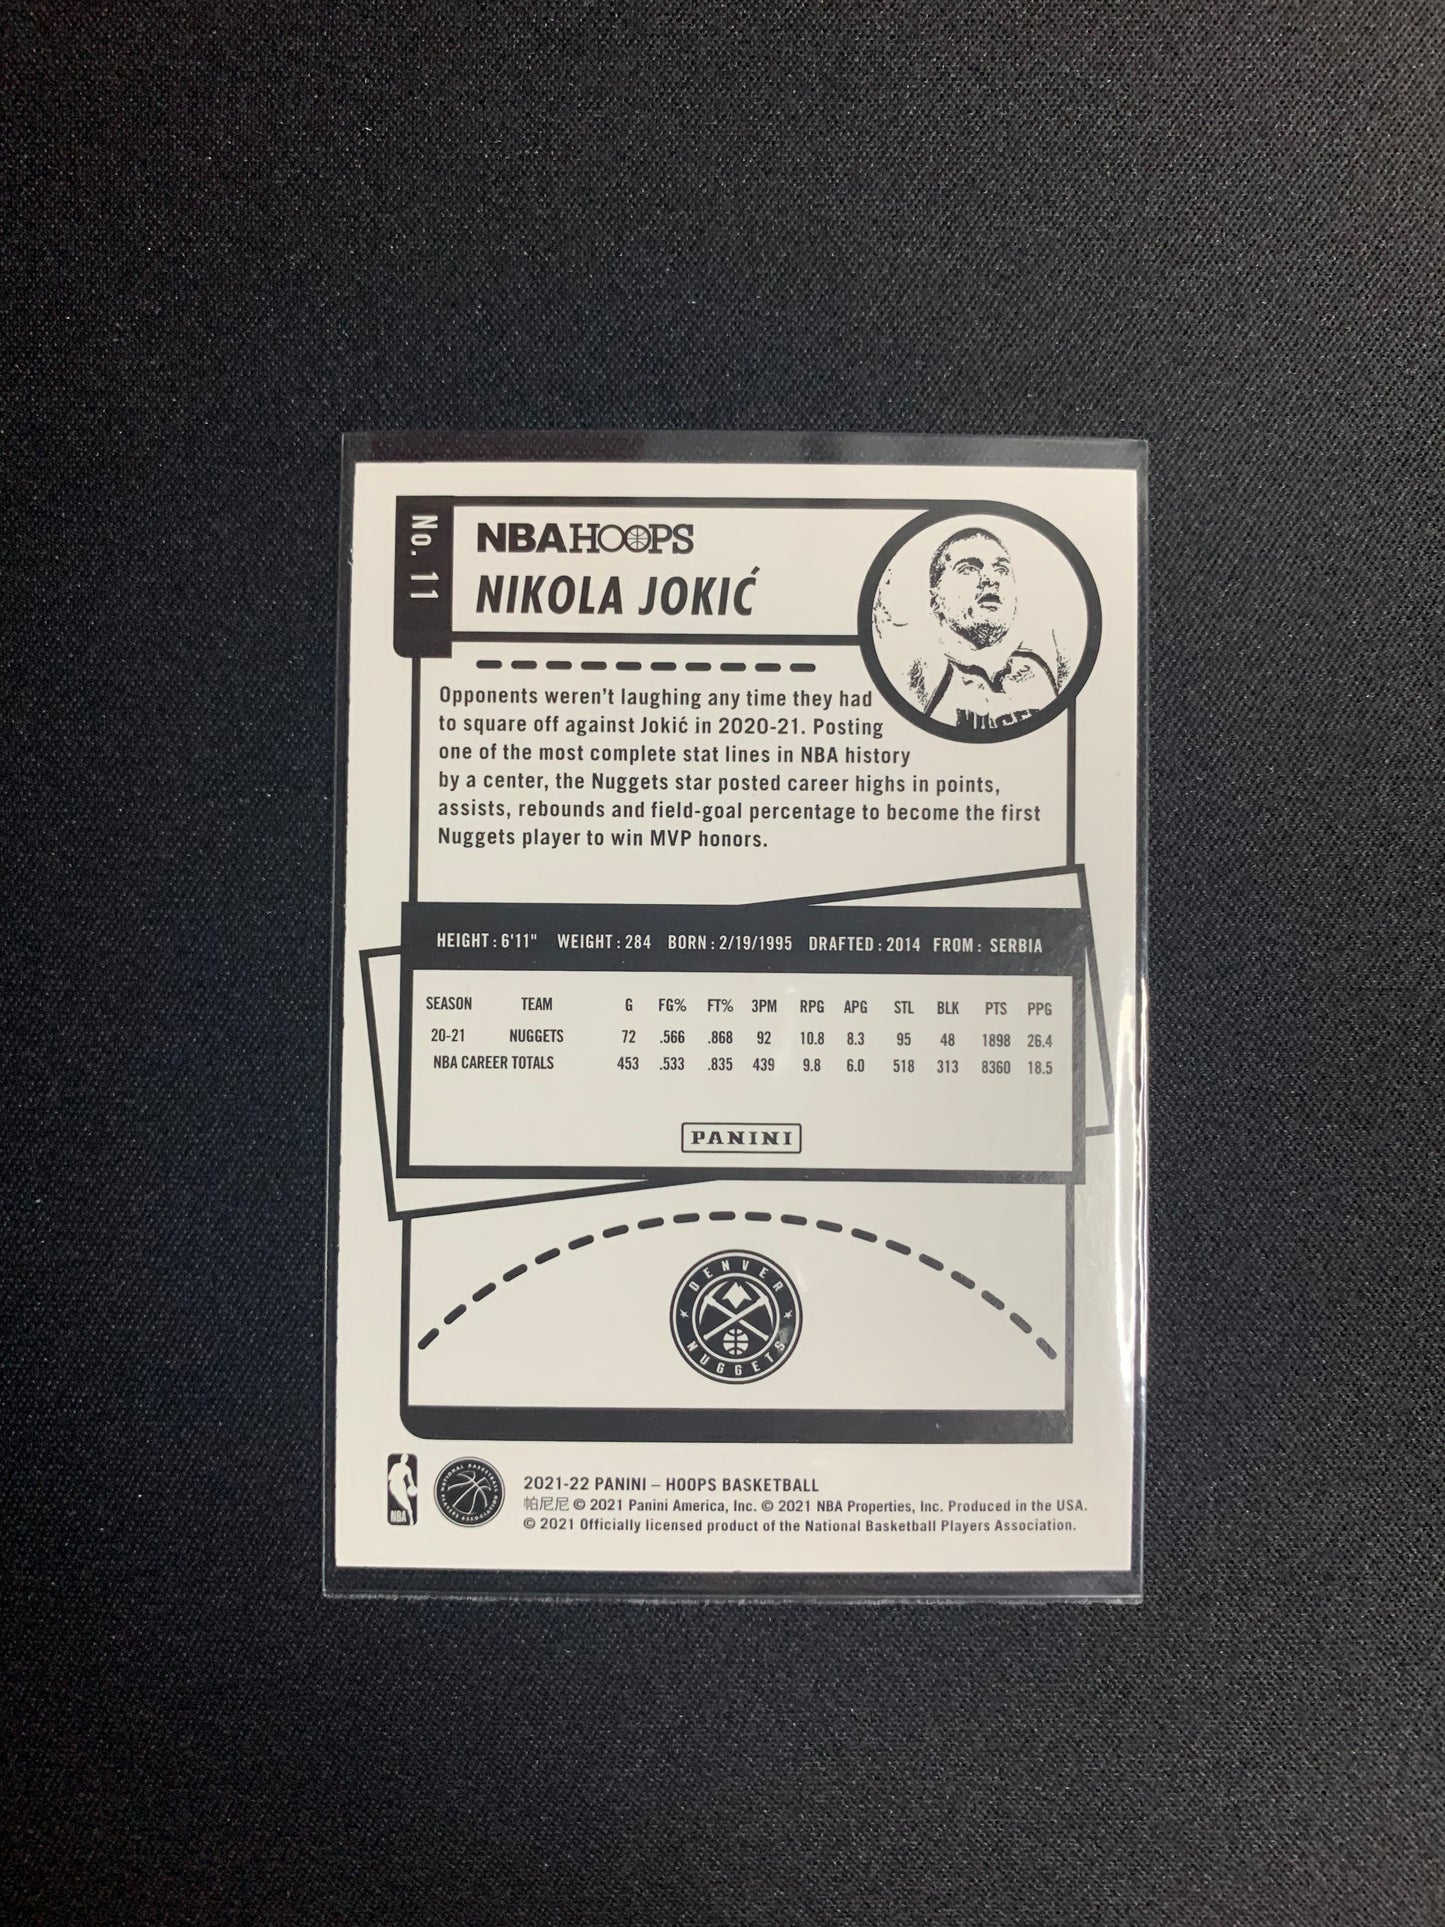 No. 11
NBA HOOPS
NIKOLA JOKIĆ
Opponents weren't laughing any time they had
to square off against Jokić in 2020-21. Posting
one of the most complete stat lines in NBA history
by a center, the Nuggets star posted career highs in points,
assists, rebounds and field-goal percentage to become the first
Nuggets player to win MVP honors.
HEIGHT : 6'11" WEIGHT : 284 BORN : 2/19/1995 DRAFTED : 2014 FROM : SERBIA
SEASON TEAM G FG% FT% 3PM RPG APG STL BLK PTS PPG
20-21 NUGGETS 72 .566 .868 92 10.8 8.3 95 48 1898 26.4
NBA CAREER TOTALS 453 .533 .835 439 9.8 6.0 518 313 8360 18.5
PANINI
DENVER
NUGGETS
NBA
NATIONAL BASKETBALL
PLAYERS ASSOCIATION
2021-22 PANINI – HOOPS BASKETBALL
帕尼尼 © 2021 Panini America, Inc. © 2021 NBA Properties, Inc. Produced in the USA.
© 2021 Officially licensed product of the National Basketball Players Association.